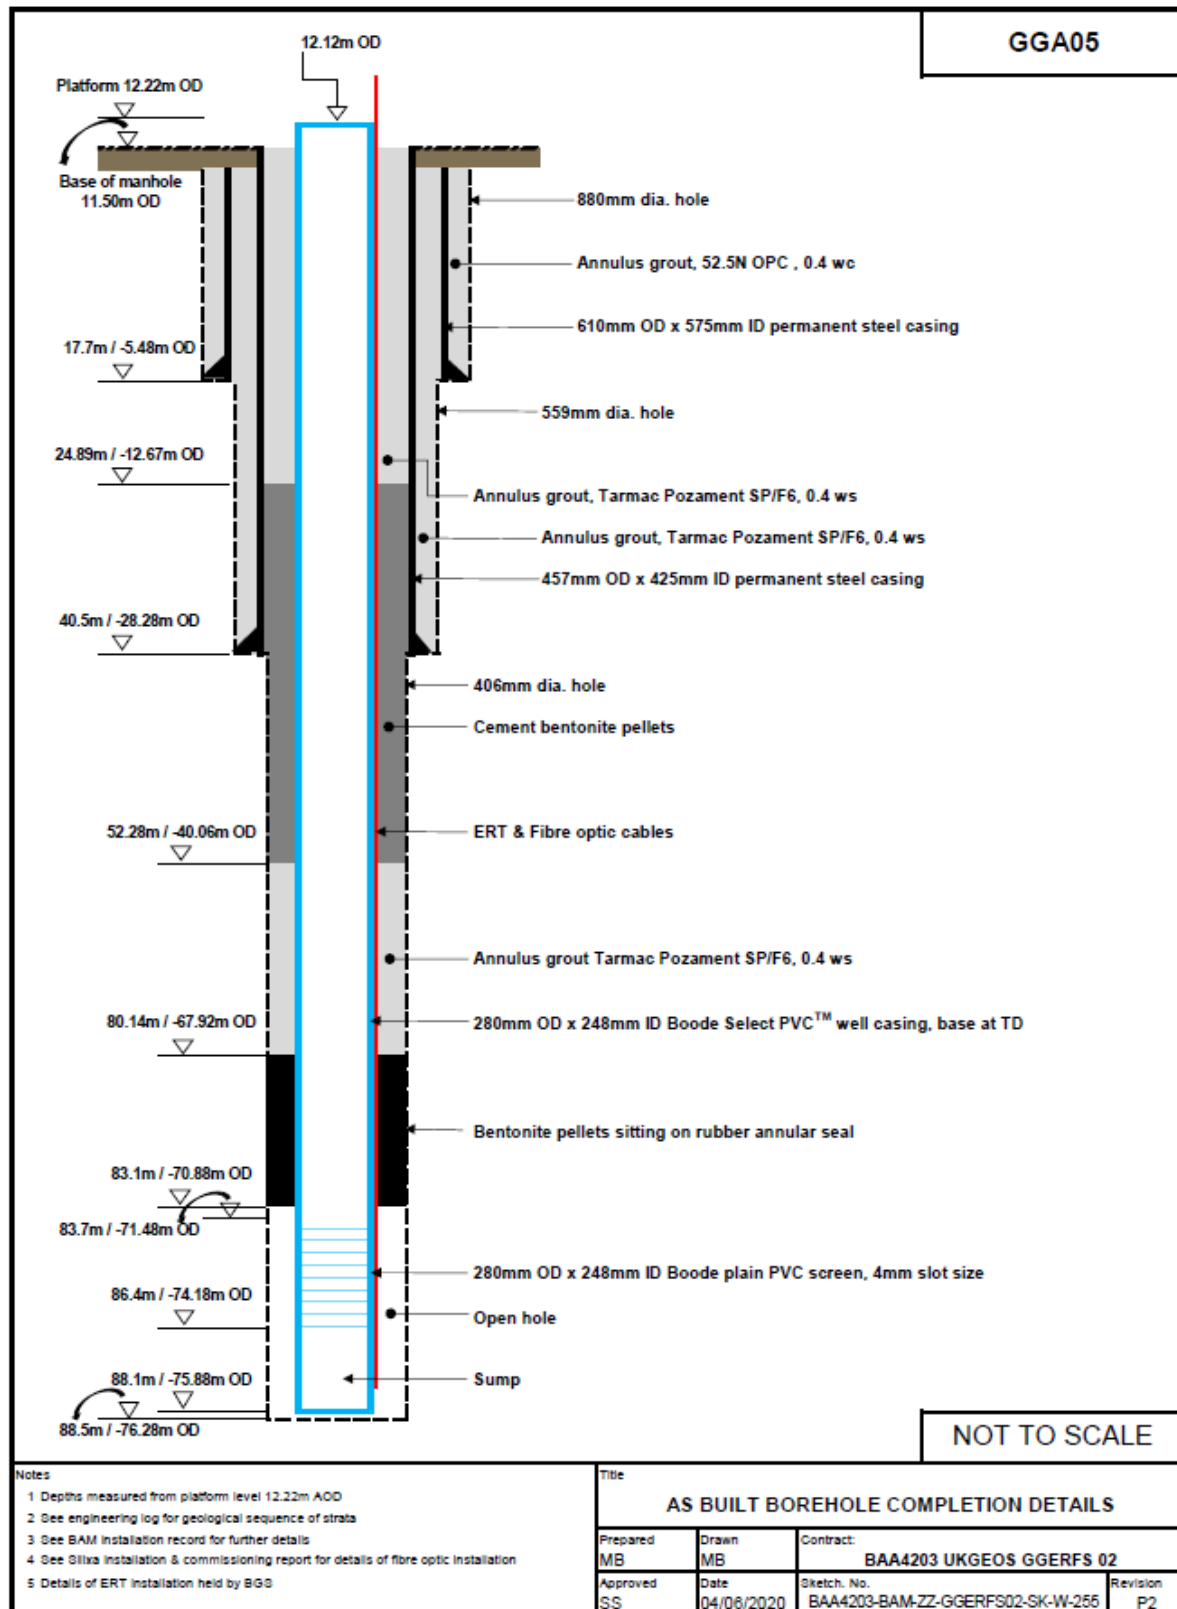 GGA05
12.12m OD
Platform 12.22m OD
Base of manhole
11.50m OD
880mm dia. hole
Annulus grout, 52.5N OPC , 0.4 wc
610mm OD x 575mm ID permanent steel casing
17.7m / -5.48m OD
559mm dia. hole
24.89m / -12.67m OD
Annulus grout, Tarmac Pozament SP/F6, 0.4 ws
Annulus grout, Tarmac Pozament SP/F6, 0.4 ws
457mm OD x 425mm ID permanent steel casing
40.5m / -28.28m OD
406mm dia. hole
Cement bentonite pellets
52.28m / -40.06m OD
ERT & Fibre optic cables
Annulus grout Tarmac Pozament SP/F6, 0.4 ws
80.14m / -67.92m OD
280mm OD x 248mm ID Boode Select PVC™ well casing, base at TD
Bentonite pellets sitting on rubber annular seal
83.1m / -70.88m OD
83.7m / -71.48m OD
280mm OD x 248mm ID Boode plain PVC screen, 4mm slot size
86.4m / -74.18m OD
Open hole
88.1m / -75.88m OD
Sump
88.5m / -76.28m OD
NOT TO SCALE
Notes
1 Depths measured from platform level 12.22m AOD
2 See engineering log for geological sequence of strata
3 See BAM installation record for further details
4 See Silixa installation & commissioning report for details of fibre optic installation
5 Details of ERT installation held by BGS
Title
AS BUILT BOREHOLE COMPLETION DETAILS
Prepared
MB
Drawn
MB
Contract:
BAA4203 UKGEOS GGERFS 02
Approved
SS
Date
04/06/2020
Sketch. No.
BAA4203-BAM-ZZ-GGERFS02-SK-W-255
Revision
P2